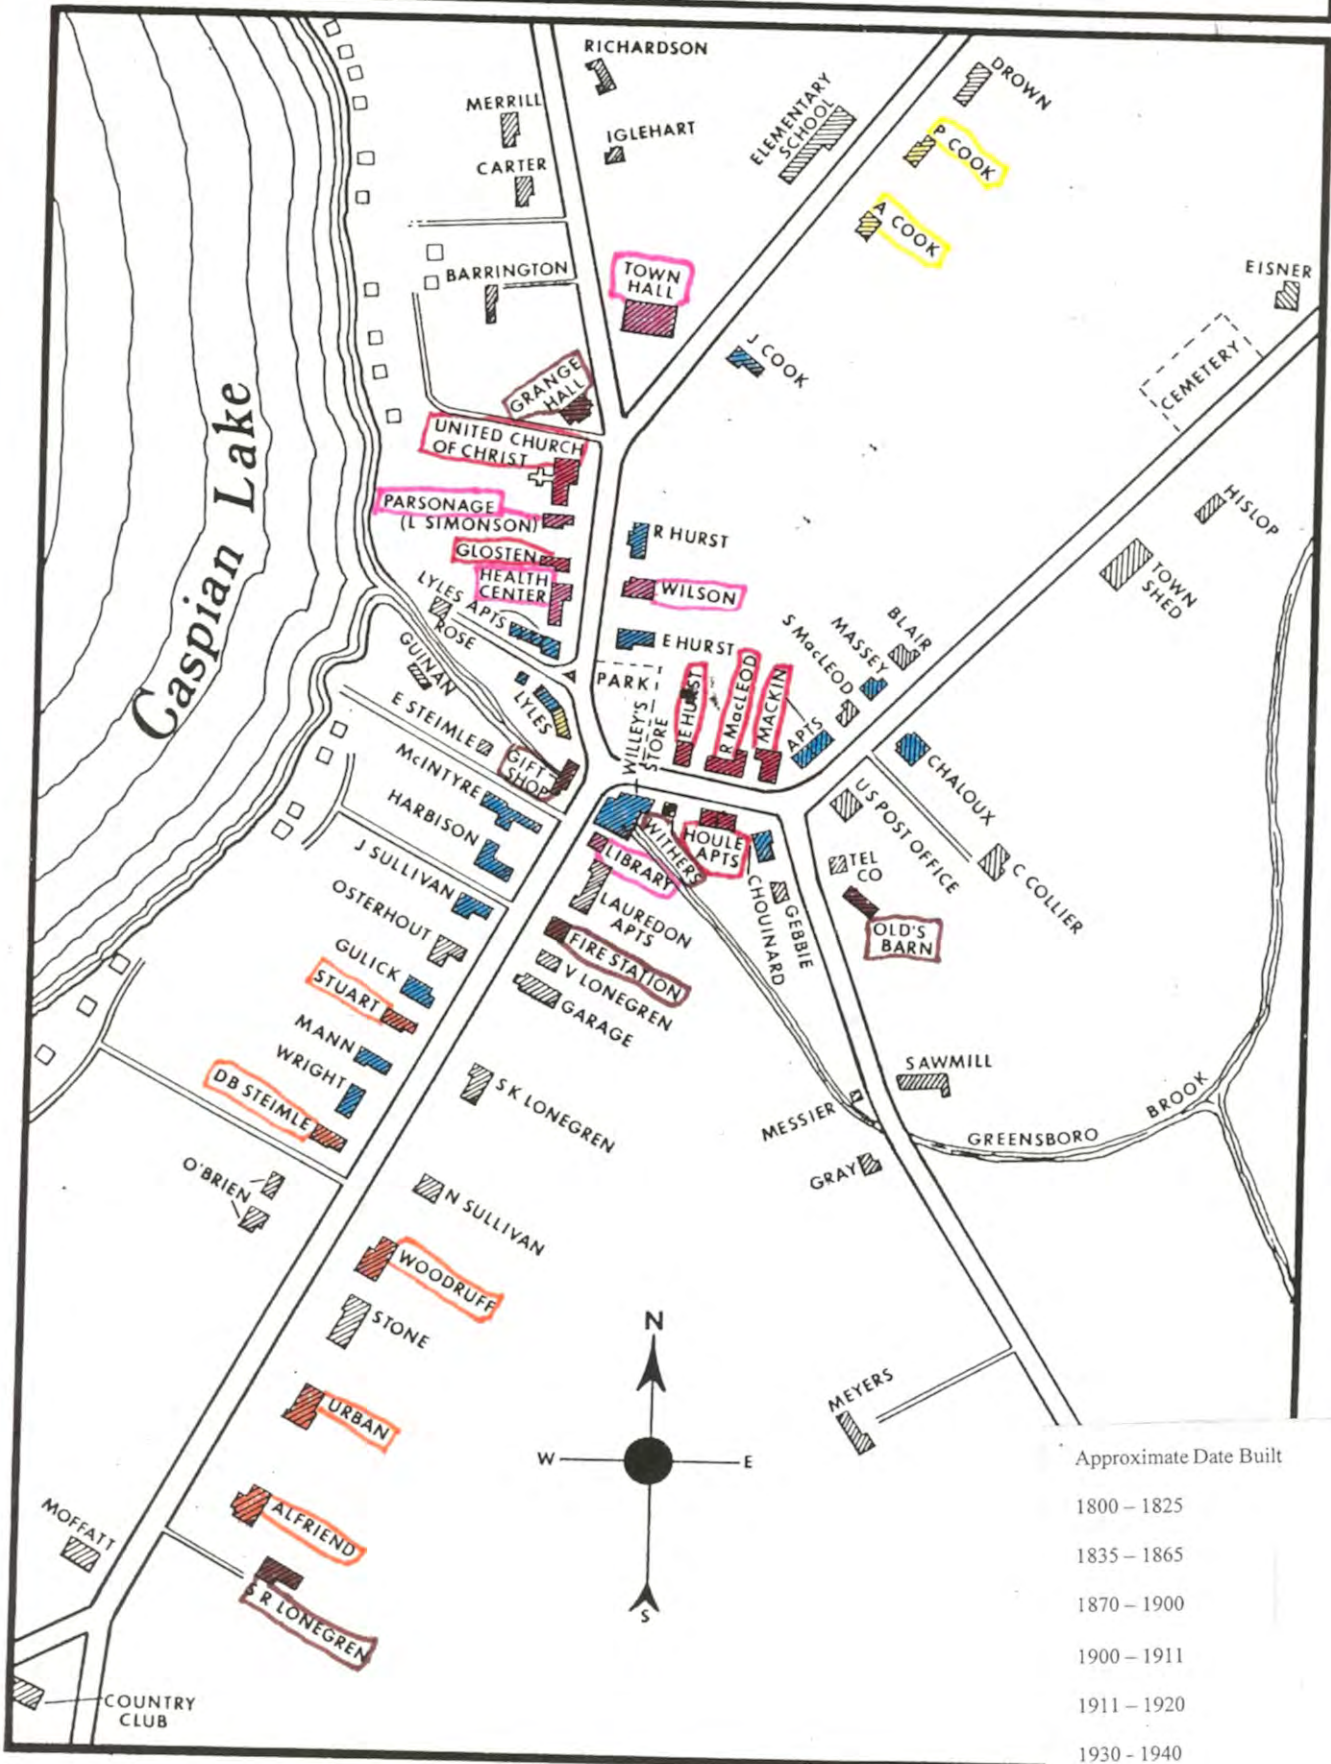 RICHARDSON
DROWN
MERRILL
ELEMENTARY
SCHOOL
IGLEHART
P COOK
CARTER
A COOK
BARRINGTON
TOWN
HALL
EISNER
J COOK
CEMETERY
GRANGE
HALL
UNITED CHURCH
OF CHRIST
Caspian Lake
PARSONAGE
(L SIMONSON)
HISLOP
R HURST
GLOSTEN
TOWN
SHED
HEALTH
CENTER
WILSON
LYLES APTS
ROSE
BLAIR
MASSEY
S MacLEOD
E HURST
GUINAN
PARK
E HURST
R MacLEOD
MACKIN
APTS
LYLES
WILLEY'S
STORE
E STEIMLE
GIFT
SHOP
CHALOUX
McINTYRE
US POST OFFICE
HARBISON
WITHERS
HOULE
APTS
LIBRARY
TEL
CO
C COLLIER
J SULLIVAN
CHOUINARD
GEBBIE
OSTERHOUT
LAUREDON
APTS
OLD'S
BARN
GULICK
FIRE STATION
STUART
V LONEGREN
GARAGE
MANN
WRIGHT
SAWMILL
DB STEIMLE
S K LONEGREN
MESSIER
GREENSBORO
BROOK
O'BRIEN
GRAY
N SULLIVAN
WOODRUFF
STONE
N
MEYERS
URBAN
W
E
ALFRIEND
MOFFATT
S R LONEGREN
S
COUNTRY
CLUB
Approximate Date Built
1800 – 1825
1835 – 1865
1870 – 1900
1900 – 1911
1911 – 1920
1930 - 1940